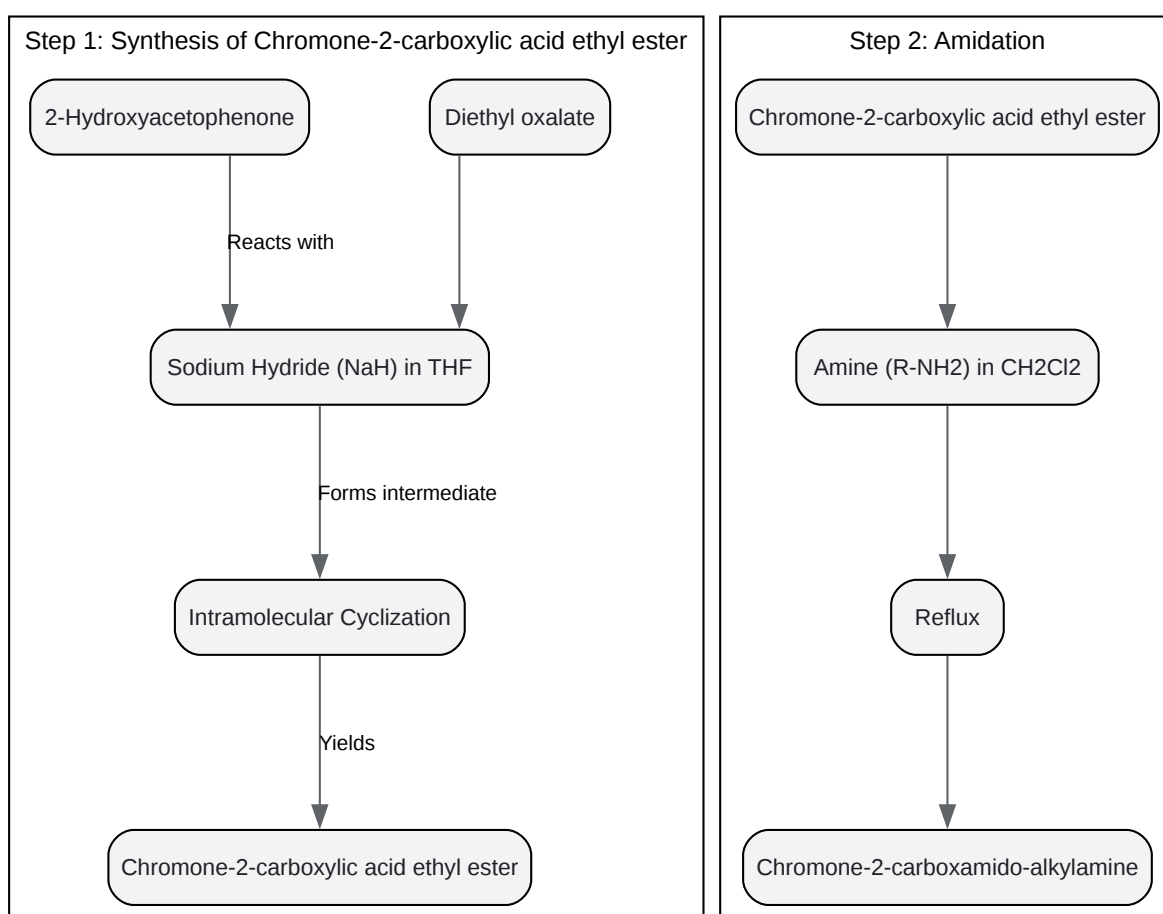 Step 1: Synthesis of Chromone-2-carboxylic acid ethyl ester
2-Hydroxyacetophenone
Diethyl oxalate
Reacts with
Sodium Hydride (NaH) in THF
Forms intermediate
Intramolecular Cyclization
Yields
Chromone-2-carboxylic acid ethyl ester
Step 2: Amidation
Chromone-2-carboxylic acid ethyl ester
Amine (R-NH2) in CH2Cl2
Reflux
Chromone-2-carboxamido-alkylamine